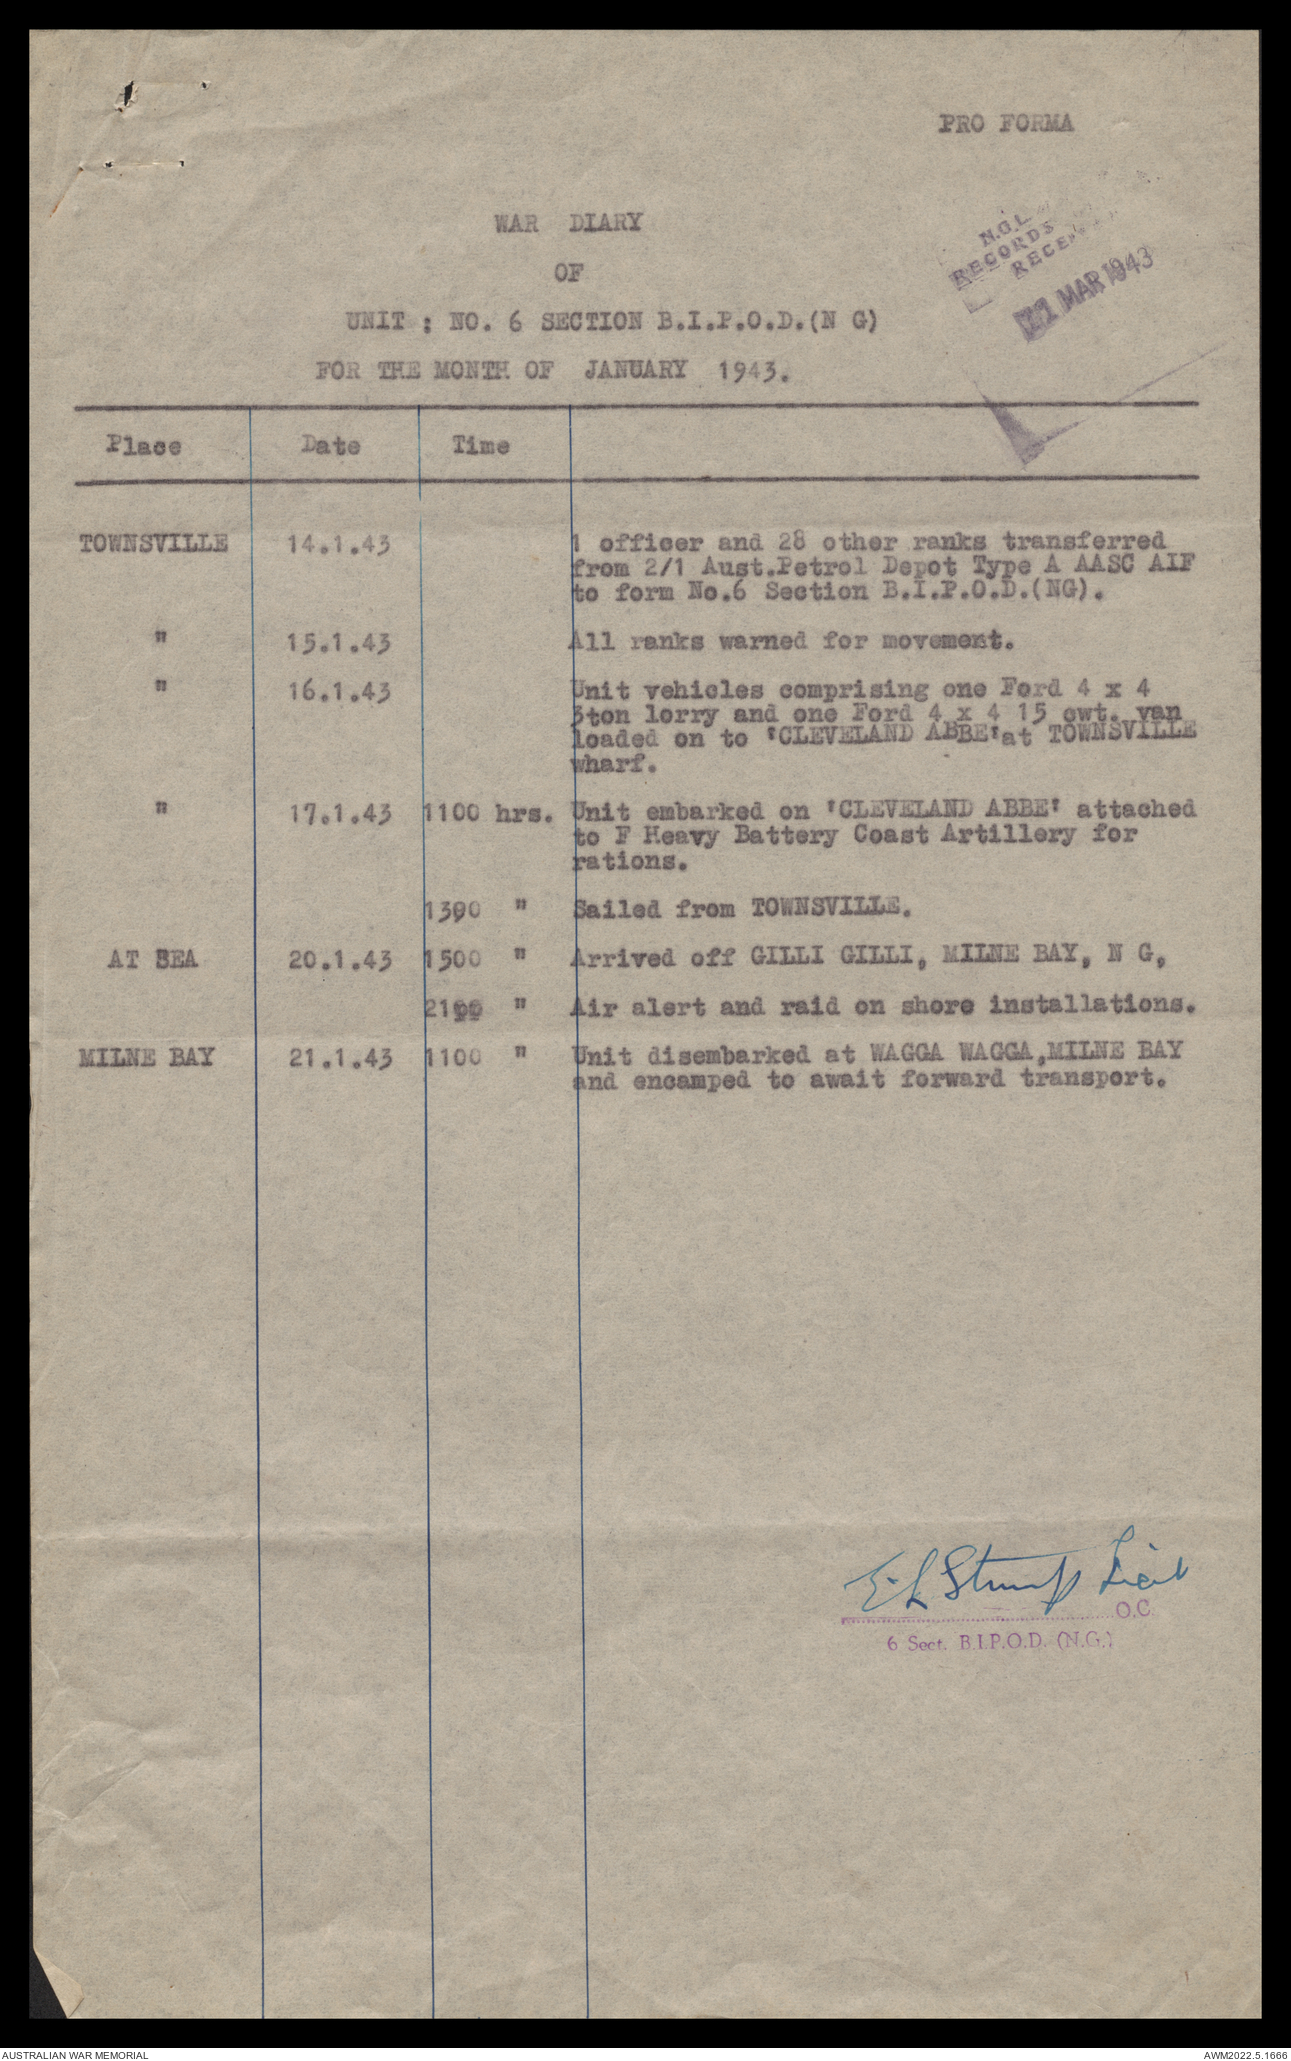 PRO FORMA
N.G.L.
RECORDS
MAR 1943
WAR DIARY
OF
UNIT : NO. 6 SECTION B.I.P.O.D.(N G)
FOR THE MONTH OF JANUARY 1943.
Place Date Time
TOWNSVILLE 14.1.43 1 officer and 28 other ranks transferred
from 2/1 Aust.Petrol Depot Type A AASC AIF
to form No.6 Section B.I.P.O.D.(NG).
" 15.1.43 All ranks warned for movement.
" 16.1.43 Unit vehicles comprising one Ford 4 x 4
3ton lorry and one Ford 4 x 4 15 cwt. van
loaded on to 'CLEVELAND ABBE'at TOWNSVILLE
wharf.
" 17.1.43 1100 hrs. Unit embarked on 'CLEVELAND ABBE' attached
to F Heavy Battery Coast Artillery for
rations.
" Sailed from TOWNSVILLE.
AT SEA 20.1.43 1500 " Arrived off GILLI GILLI, MILNE BAY, N G,
2100 " Air alert and raid on shore installations.
MILNE BAY 21.1.43 1100 " Unit disembarked at WAGGA WAGGA,MILNE BAY
and encamped to await forward transport.
Lieut
O.C.
6 Sect. B.I.P.O.D. (N.G.)
AUSTRALIAN WAR MEMORIAL AWM2022.5.1666